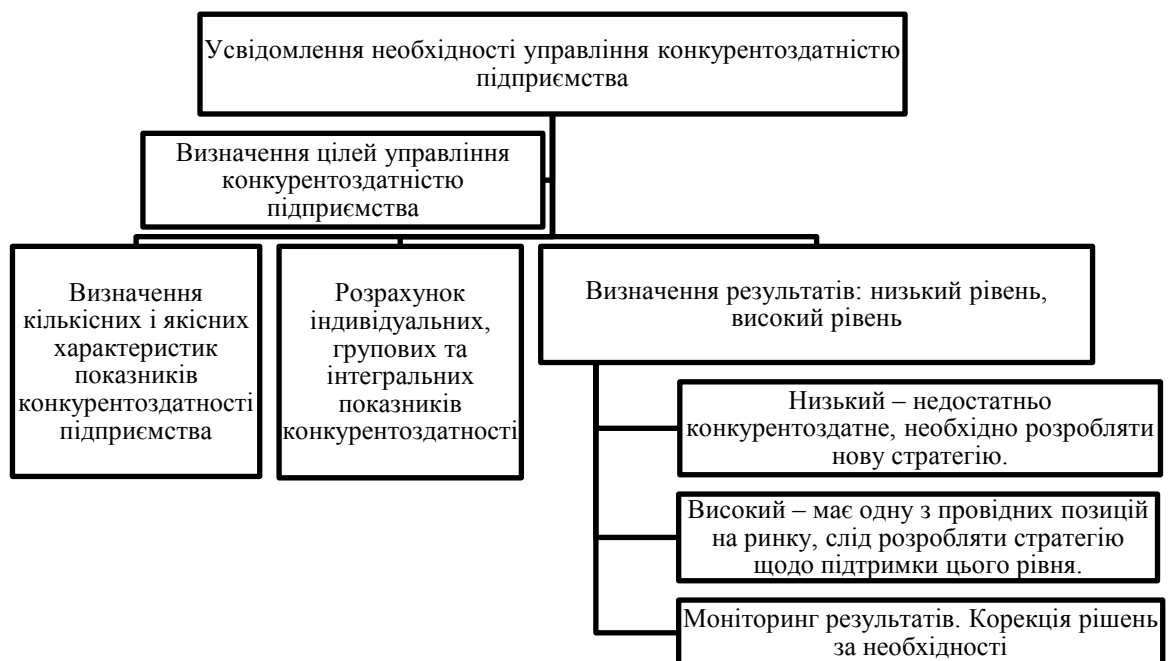 Усвідомлення необхідності управління конкурентоздатністю
підприємства
Визначення цілей управління
конкурентоздатністю
підприємства
Визначення
кількісних і якісних
характеристик
показників
конкурентоздатності
підприємства
Розрахунок
індивідуальних,
групових та
інтегральних
показників
конкурентоздатності
Визначення результатів: низький рівень,
високий рівень
Низький – недостатньо
конкурентоздатне, необхідно розробляти
нову стратегію.
Високий – має одну з провідних позицій
на ринку, слід розробляти стратегію
щодо підтримки цього рівня.
Моніторинг результатів. Корекція рішень
за необхідності